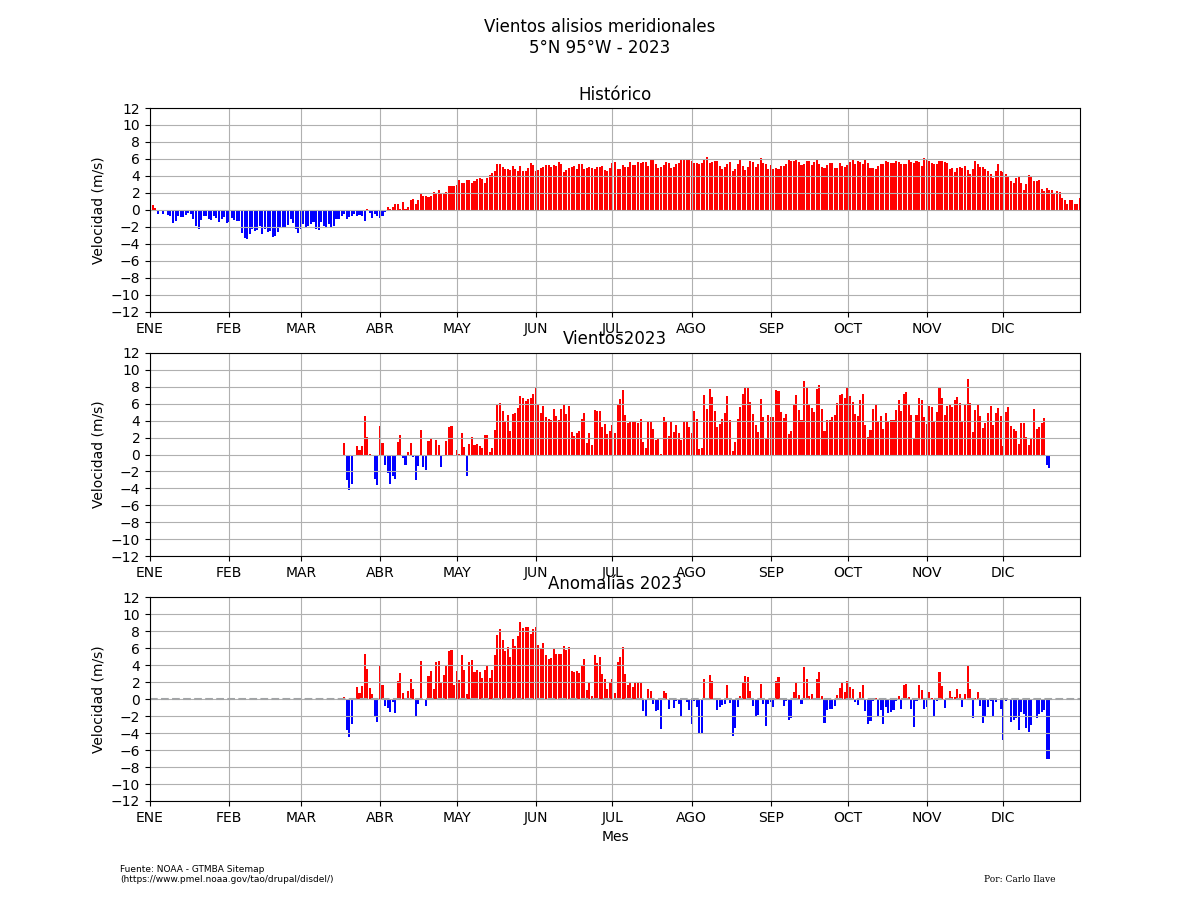 Vientos alisios meridionales
5°N 95°W - 2023
Histórico
12
10
8
6
4
2
0
−2
−4
−6
−8
−10
−12
Velocidad (m/s)
ENE FEB MAR ABR MAY JUN JUL AGO SEP OCT NOV DIC
Vientos2023
12
10
8
6
4
2
0
−2
−4
−6
−8
−10
−12
Velocidad (m/s)
ENE FEB MAR ABR MAY JUN JUL AGO SEP OCT NOV DIC
Anomalías 2023
12
10
8
6
4
2
0
−2
−4
−6
−8
−10
−12
Velocidad (m/s)
ENE FEB MAR ABR MAY JUN JUL AGO SEP OCT NOV DIC
Mes
Fuente: NOAA - GTMBA Sitemap
(https://www.pmel.noaa.gov/tao/drupal/disdel/)
Por: Carlo Ilave